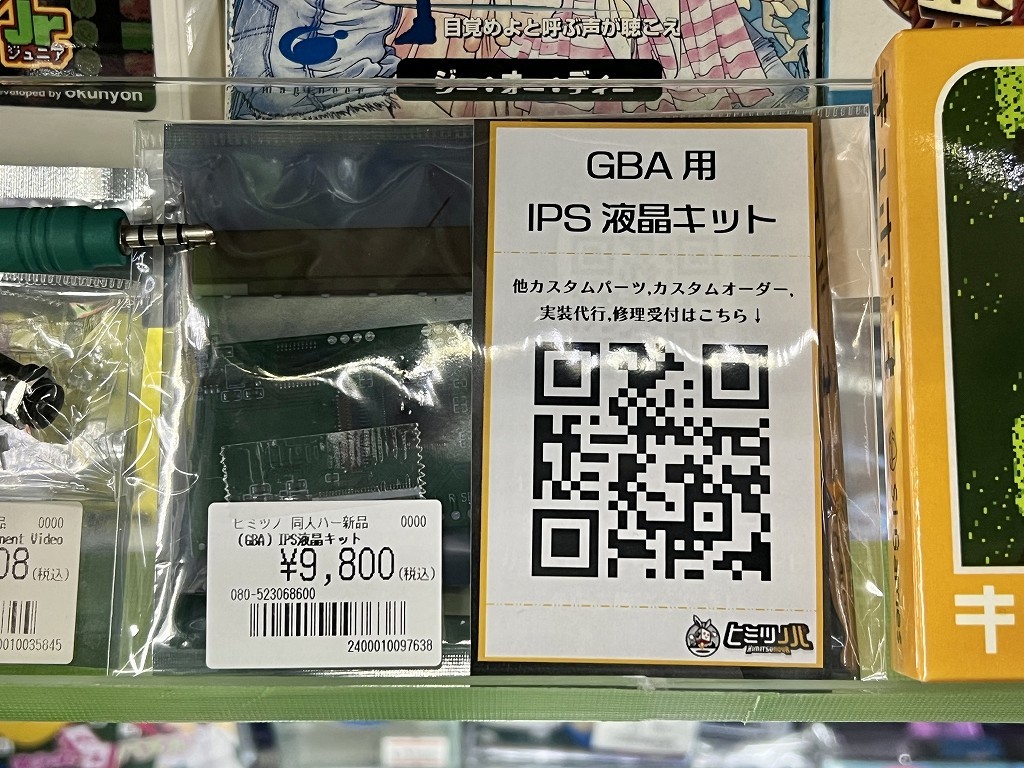 Jr
ジュニア
developed by okunyon
目覚めよと呼ぶ声が聴こえ
ジー・オー・ディー
GBA 用
IPS 液晶キット
他カスタムパーツ,カスタムオーダー,
実装代行,修理受付はこちら↓
ヒミツノバ
HIMITSUNOVA
ヒミツノ 同人ハー新品 0000
(GBA) IPS液晶キット
¥9,800(税込)
080-523068600
2400010097638
品 0000
ment Video
08(税込)
0010035845
キ